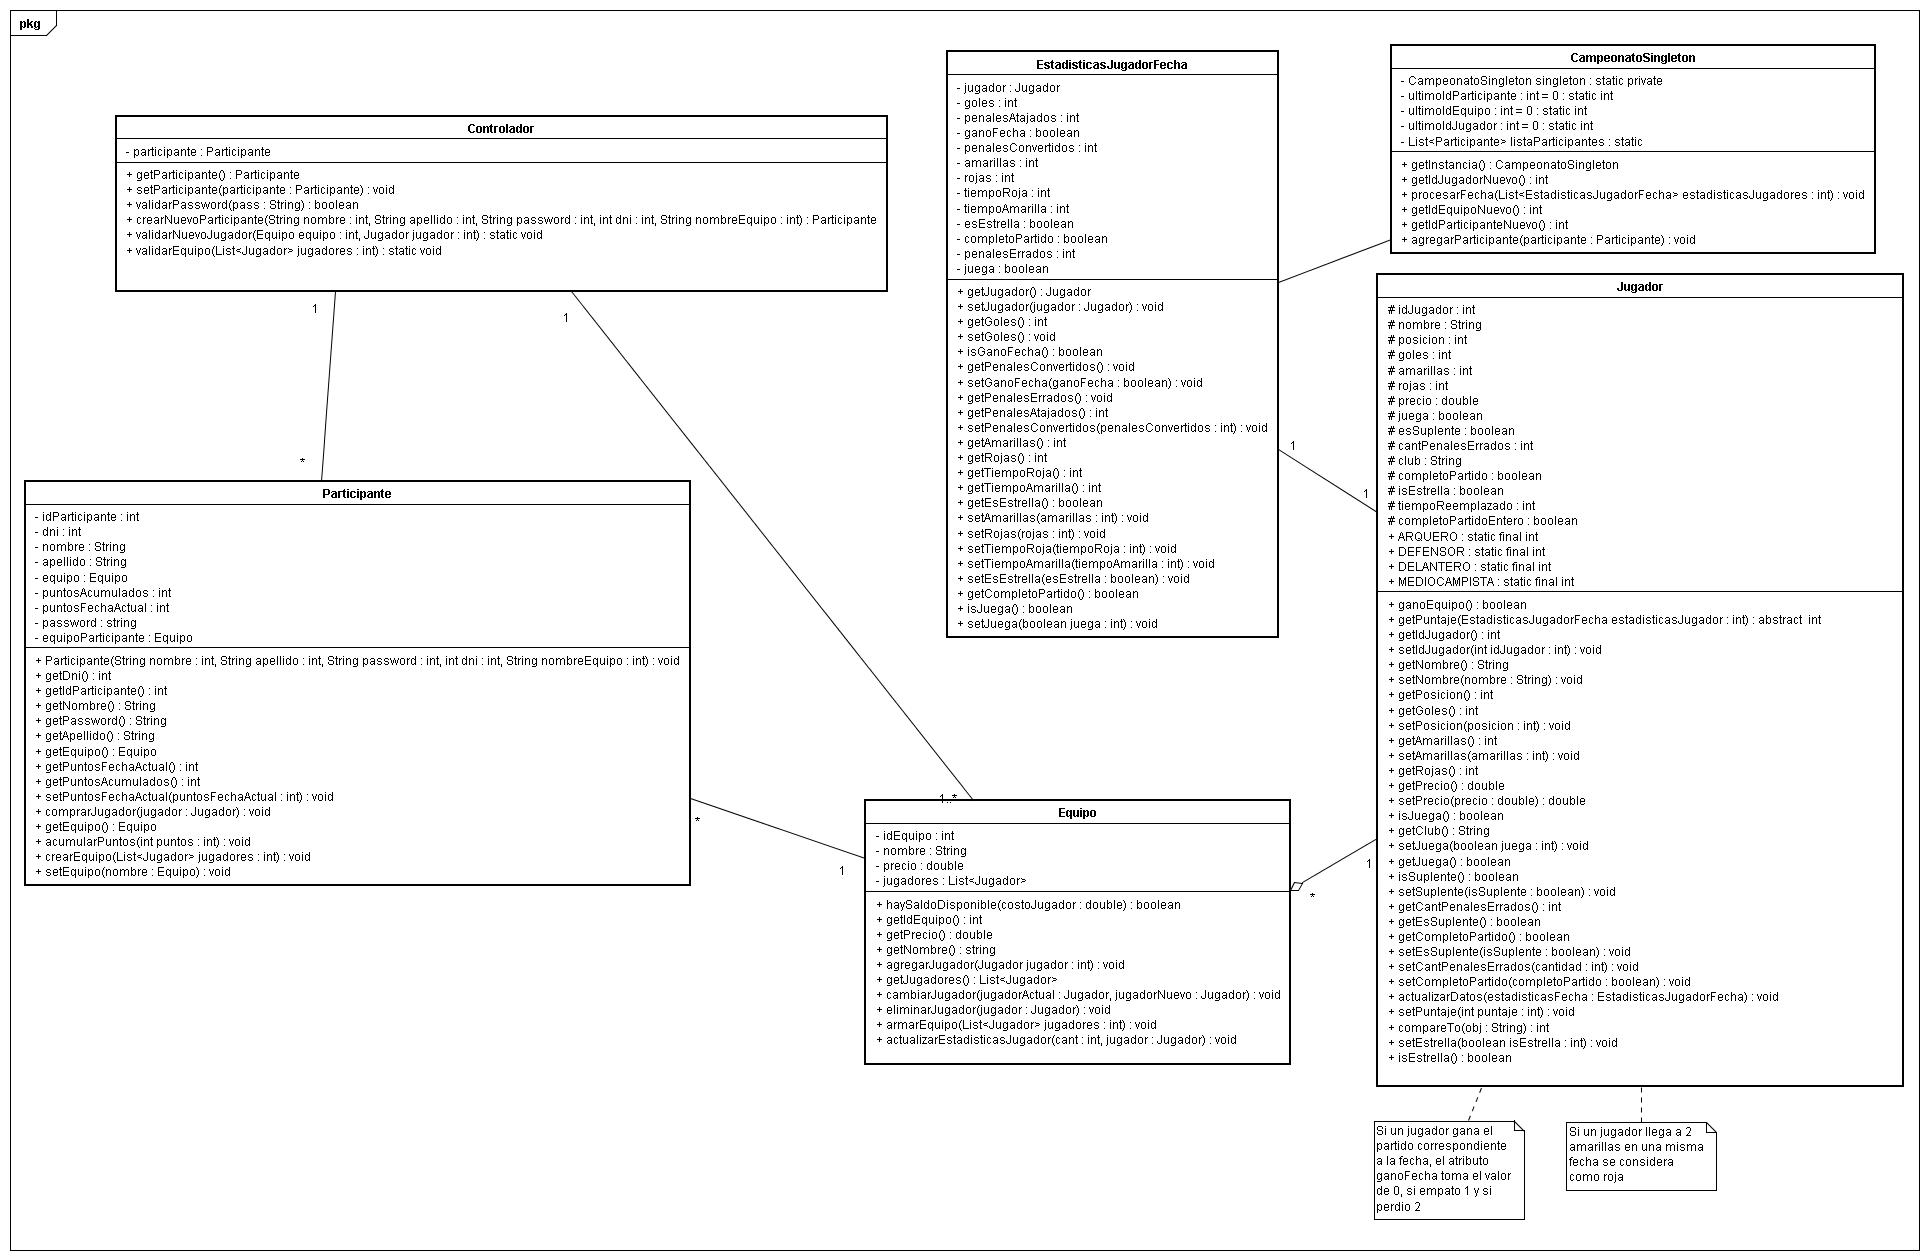 pkg
Controlador
- participante : Participante
+ getParticipante() : Participante
+ setParticipante(participante : Participante) : void
+ validarPassword(pass : String) : boolean
+ crearNuevoParticipante(String nombre : int, String apellido : int, String password : int, int dni : int, String nombreEquipo : int) : Participante
+ validarNuevoJugador(Equipo equipo : int, Jugador jugador : int) : static void
+ validarEquipo(List<Jugador> jugadores : int) : static void
1
1
*
EstadisticasJugadorFecha
- jugador : Jugador
- goles : int
- penalesAtajados : int
- ganoFecha : boolean
- penalesConvertidos : int
- amarillas : int
- rojas : int
- tiempoRoja : int
- tiempoAmarilla : int
- esEstrella : boolean
- completoPartido : boolean
- penalesErrados : int
- juega : boolean
+ getJugador() : Jugador
+ setJugador(jugador : Jugador) : void
+ getGoles() : int
+ setGoles() : void
+ isGanoFecha() : boolean
+ getPenalesConvertidos() : void
+ setGanoFecha(ganoFecha : boolean) : void
+ getPenalesErrados() : void
+ getPenalesAtajados() : int
+ setPenalesConvertidos(penalesConvertidos : int) : void
+ getAmarillas() : int
+ getRojas() : int
+ getTiempoRoja() : int
+ getTiempoAmarilla() : int
+ getEsEstrella() : boolean
+ setAmarillas(amarillas : int) : void
+ setRojas(rojas : int) : void
+ setTiempoRoja(tiempoRoja : int) : void
+ setTiempoAmarilla(tiempoAmarilla : int) : void
+ setEsEstrella(esEstrella : boolean) : void
+ getCompletoPartido() : boolean
+ isJuega() : boolean
+ setJuega(boolean juega : int) : void
CampeonatoSingleton
- CampeonatoSingleton singleton : static private
- ultimoIdParticipante : int = 0 : static int
- ultimoIdEquipo : int = 0 : static int
- ultimoIdJugador : int = 0 : static int
- List<Participante> listaParticipantes : static
+ getInstancia() : CampeonatoSingleton
+ getIdJugadorNuevo() : int
+ procesarFecha(List<EstadisticasJugadorFecha> estadisticasJugadores : int) : void
+ getIdEquipoNuevo() : int
+ getIdParticipanteNuevo() : int
+ agregarParticipante(participante : Participante) : void
1
1
Jugador
# idJugador : int
# nombre : String
# posicion : int
# goles : int
# amarillas : int
# rojas : int
# precio : double
# juega : boolean
# esSuplente : boolean
# cantPenalesErrados : int
# club : String
# completoPartido : boolean
# isEstrella : boolean
# tiempoReemplazado : int
# completoPartidoEntero : boolean
+ ARQUERO : static final int
+ DEFENSOR : static final int
+ DELANTERO : static final int
+ MEDIOCAMPISTA : static final int
+ ganoEquipo() : boolean
+ getPuntaje(EstadisticasJugadorFecha estadisticasJugador : int) : abstract  int
+ getIdJugador() : int
+ setIdJugador(int idJugador : int) : void
+ getNombre() : String
+ setNombre(nombre : String) : void
+ getPosicion() : int
+ getGoles() : int
+ setPosicion(posicion : int) : void
+ getAmarillas() : int
+ setAmarillas(amarillas : int) : void
+ getRojas() : int
+ getPrecio() : double
+ setPrecio(precio : double) : double
+ isJuega() : boolean
+ getClub() : String
+ setJuega(boolean juega : int) : void
+ getJuega() : boolean
+ isSuplente() : boolean
+ setSuplente(isSuplente : boolean) : void
+ getCantPenalesErrados() : int
+ getEsSuplente() : boolean
+ getCompletoPartido() : boolean
+ setEsSuplente(isSuplente : boolean) : void
+ setCantPenalesErrados(cantidad : int) : void
+ setCompletoPartido(completoPartido : boolean) : void
+ actualizarDatos(estadisticasFecha : EstadisticasJugadorFecha) : void
+ setPuntaje(int puntaje : int) : void
+ compareTo(obj : String) : int
+ setEstrella(boolean isEstrella : int) : void
+ isEstrella() : boolean
Participante
- idParticipante : int
- dni : int
- nombre : String
- apellido : String
- equipo : Equipo
- puntosAcumulados : int
- puntosFechaActual : int
- password : string
- equipoParticipante : Equipo
+ Participante(String nombre : int, String apellido : int, String password : int, int dni : int, String nombreEquipo : int) : void
+ getDni() : int
+ getIdParticipante() : int
+ getNombre() : String
+ getPassword() : String
+ getApellido() : String
+ getEquipo() : Equipo
+ getPuntosFechaActual() : int
+ getPuntosAcumulados() : int
+ setPuntosFechaActual(puntosFechaActual : int) : void
+ comprarJugador(jugador : Jugador) : void
+ getEquipo() : Equipo
+ acumularPuntos(int puntos : int) : void
+ crearEquipo(List<Jugador> jugadores : int) : void
+ setEquipo(nombre : Equipo) : void
*
1
1..*
Equipo
- idEquipo : int
- nombre : String
- precio : double
- jugadores : List<Jugador>
+ haySaldoDisponible(costoJugador : double) : boolean
+ getIdEquipo() : int
+ getPrecio() : double
+ getNombre() : string
+ agregarJugador(Jugador jugador : int) : void
+ getJugadores() : List<Jugador>
+ cambiarJugador(jugadorActual : Jugador, jugadorNuevo : Jugador) : void
+ eliminarJugador(jugador : Jugador) : void
+ armarEquipo(List<Jugador> jugadores : int) : void
+ actualizarEstadisticasJugador(cant : int, jugador : Jugador) : void
1
*
Si un jugador gana el
partido correspondiente
a la fecha, el atributo
ganoFecha toma el valor
de 0, si empato 1 y si
perdio 2
Si un jugador llega a 2
amarillas en una misma
fecha se considera
como roja